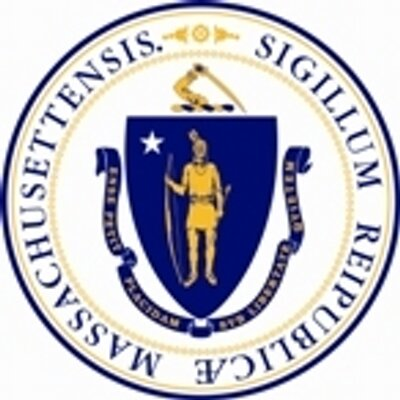 SIGILLUM REIPUBLICÆ MASSACHUSETTENSIS.
ENSE PETIT PLACIDAM SUB LIBERTATE QUIETEM